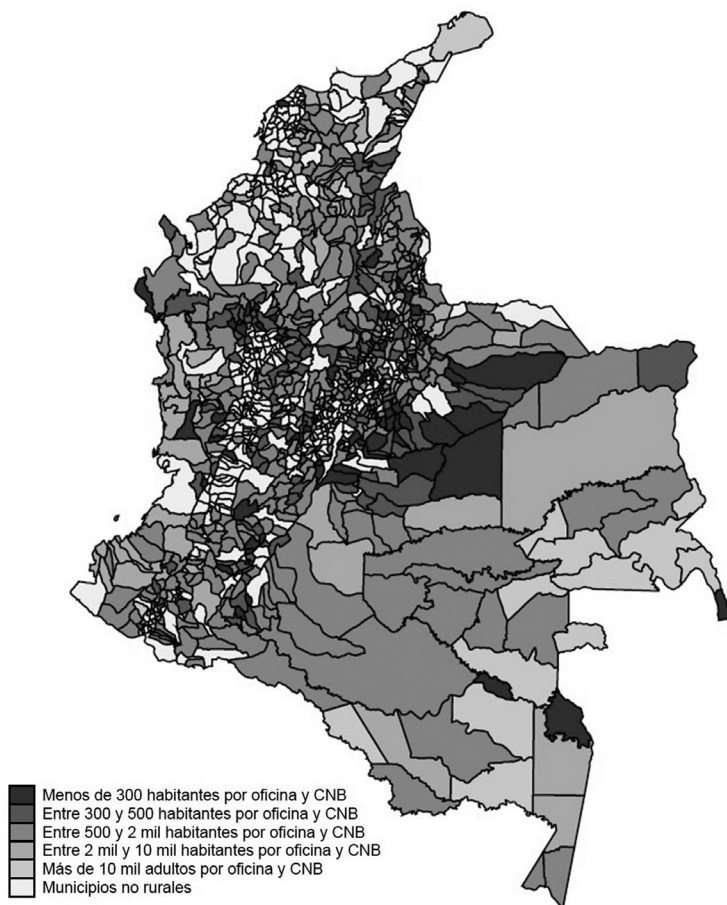 Menos de 300 habitantes por oficina y CNB
Entre 300 y 500 habitantes por oficina y CNB
Entre 500 y 2 mil habitantes por oficina y CNB
Entre 2 mil y 10 mil habitantes por oficina y CNB
Más de 10 mil adultos por oficina y CNB
Municipios no rurales